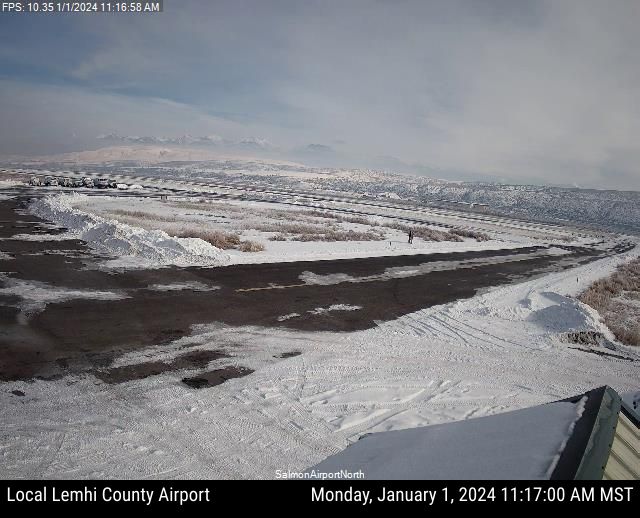 FPS: 10.35 1/1/2024 11:16:58 AM
SalmonAirportNorth
Local Lemhi County Airport Monday, January 1, 2024 11:17:00 AM MST